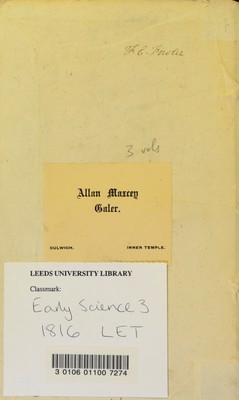 3 vols
Allan Maxcey
Galer.
DULWICH. INNER TEMPLE.
LEEDS UNIVERSITY LIBRARY
Classmark:
Early Science 3
1816 LET
3 0106 01100 7274